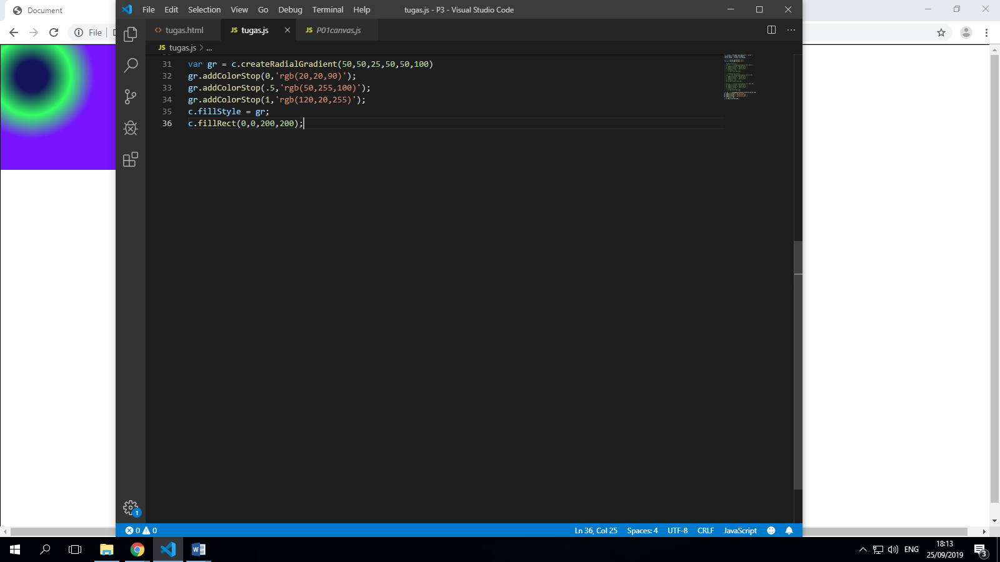 Document
File
D
File Edit Selection View Go Debug Terminal Help
tugas.js - P3 - Visual Studio Code
<> tugas.html
JS tugas.js
JS P01canvas.js
JS tugas.js > ...
31 var gr = c.createRadialGradient(50,50,25,50,50,100)
32 gr.addColorStop(0,'rgb(20,20,90)');
33 gr.addColorStop(.5,'rgb(50,255,100)');
34 gr.addColorStop(1,'rgb(120,20,255)');
35 c.fillStyle = gr;
36 c.fillRect(0,0,200,200);
1
0 0
Ln 36, Col 25 Spaces: 4 UTF-8 CRLF JavaScript
ENG
18:13
25/09/2019
3